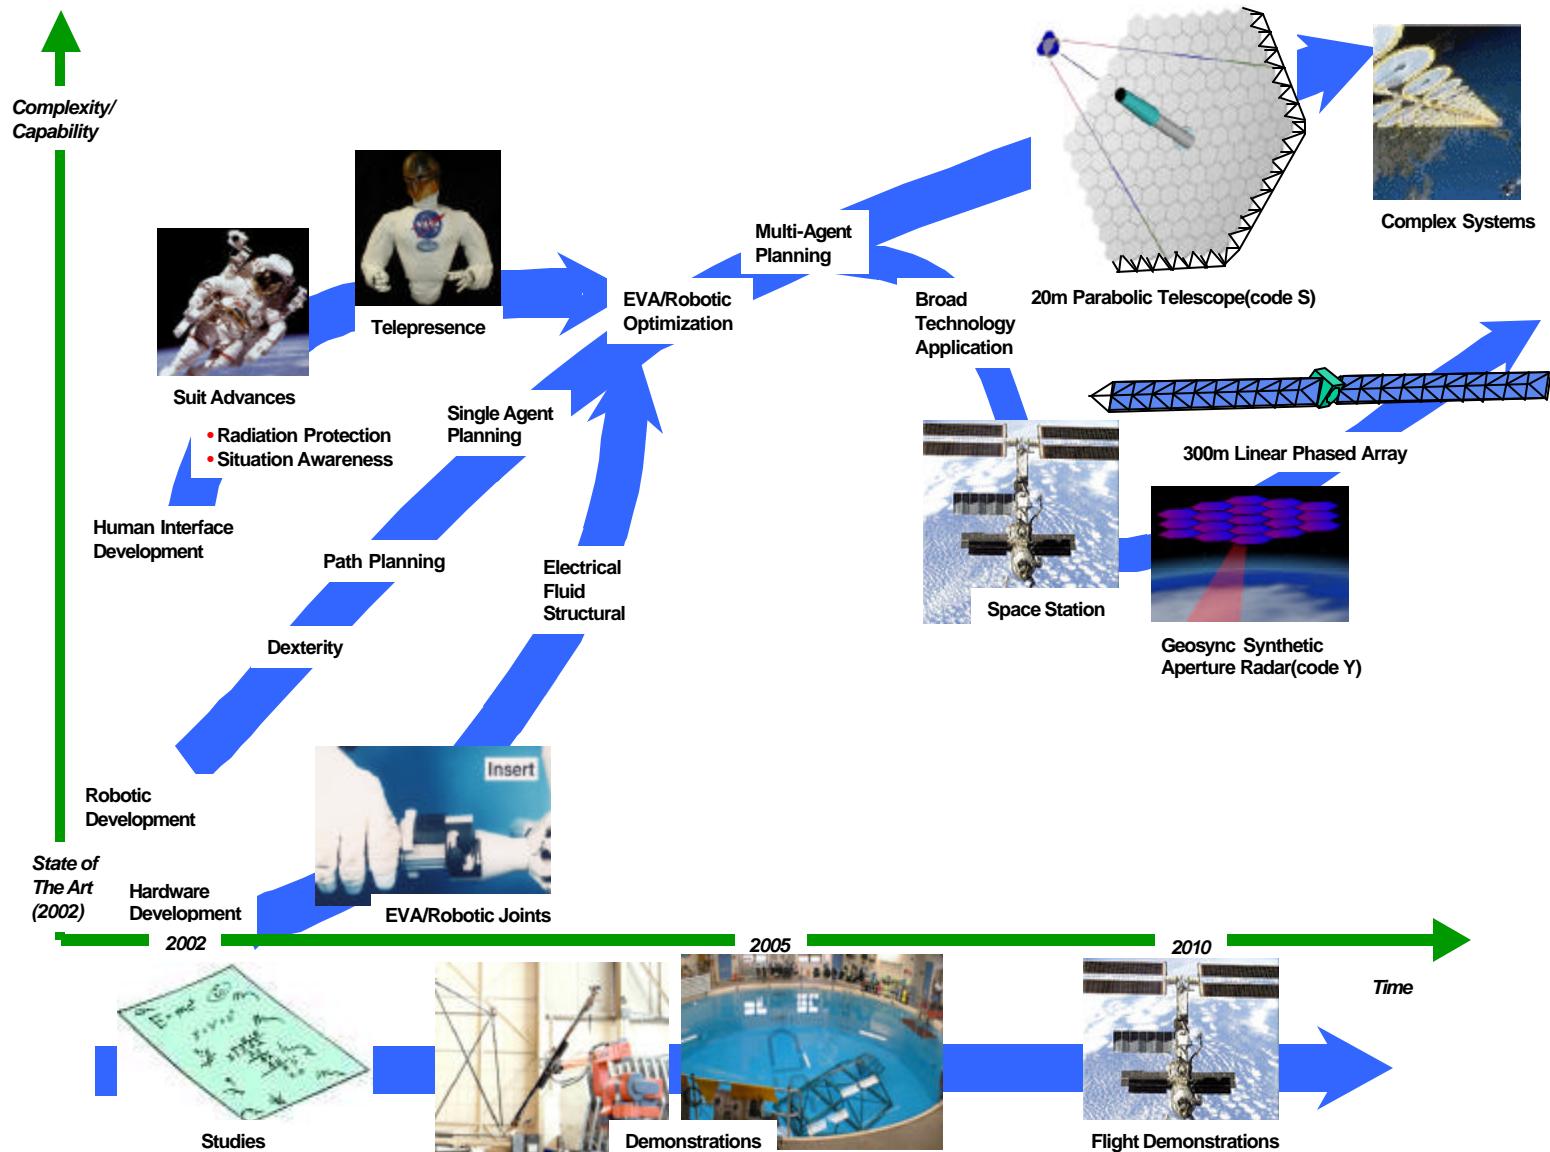 Complexity/
Capability
Multi-Agent
Planning
Complex Systems
20m Parabolic Telescope(code S)
EVA/Robotic
Optimization
Broad
Technology
Application
Telepresence
Suit Advances
• Radiation Protection
• Situation Awareness
Single Agent
Planning
300m Linear Phased Array
Human Interface
Development
Path Planning
Electrical
Fluid
Structural
Space Station
Geosync Synthetic
Aperture Radar(code Y)
Dexterity
Insert
Robotic
Development
State of
The Art
(2002)
Hardware
Development
EVA/Robotic Joints
2002
2005
2010
Time
E=mc²
Studies
Demonstrations
Flight Demonstrations